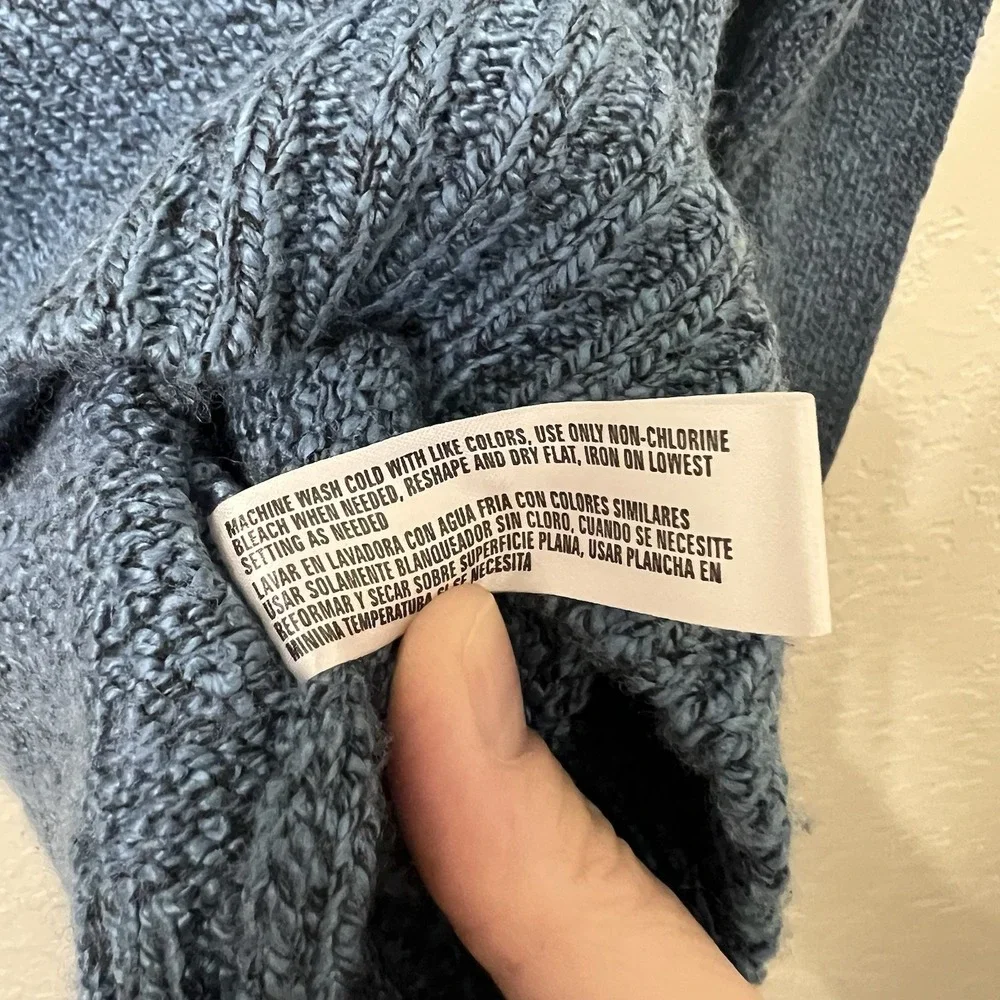 MACHINE WASH COLD WITH LIKE COLORS, USE ONLY NON-CHLORINE
BLEACH WHEN NEEDED, RESHAPE AND DRY FLAT, IRON ON LOWEST
SETTING AS NEEDED
LAVAR EN LAVADORA CON AGUA FRIA CON COLORES SIMILARES
USAR SOLAMENTE BLANQUEADOR SIN CLORO, CUANDO SE NECESITE
REFORMAR Y SECAR SOBRE SUPERFICIE PLANA, USAR PLANCHA EN
MINIMA TEMPERATURA SI SE NECESITA